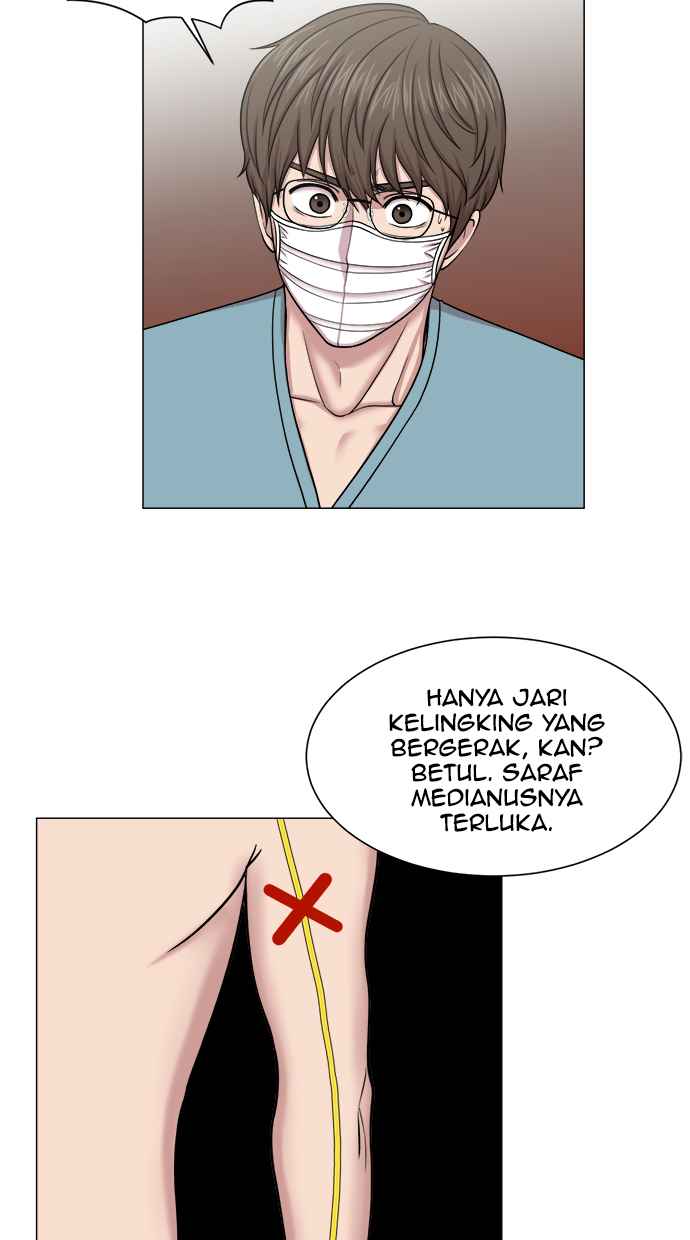 HANYA JARI
KELINGKING YANG
BERGERAK, KAN?
BETUL. SARAF
MEDIANUSNYA
TERLUKA.